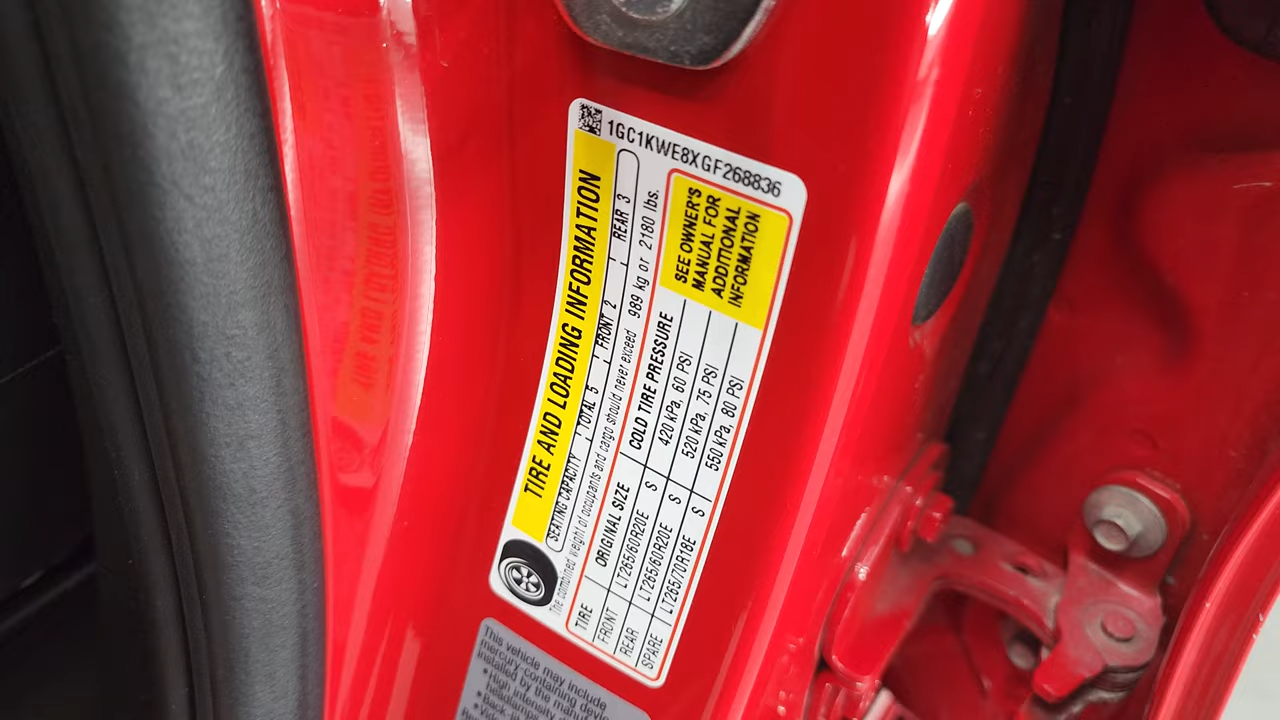 1GC1KWE8XGF268836
TIRE AND LOADING INFORMATION
SEATING CAPACITY TOTAL 5 FRONT 2 REAR 3
The combined weight of occupants and cargo should never exceed 989 kg or 2180 lbs.
TIRE ORIGINAL SIZE COLD TIRE PRESSURE
FRONT LT265/60R20E S 420 kPa, 60 PSI
REAR LT265/60R20E S 520 kPa, 75 PSI
SPARE LT265/70R18E S 550 kPa, 80 PSI
SEE OWNER'S
MANUAL FOR
ADDITIONAL
INFORMATION
This vehicle may include
mercury-containing
installed by the
• High intensity
headlamps